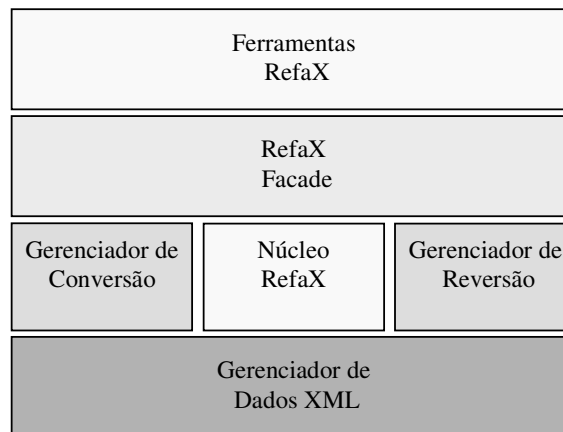 Ferramentas
RefaX
RefaX
Facade
Gerenciador de
Conversão
Núcleo
RefaX
Gerenciador de
Reversão
Gerenciador de
Dados XML